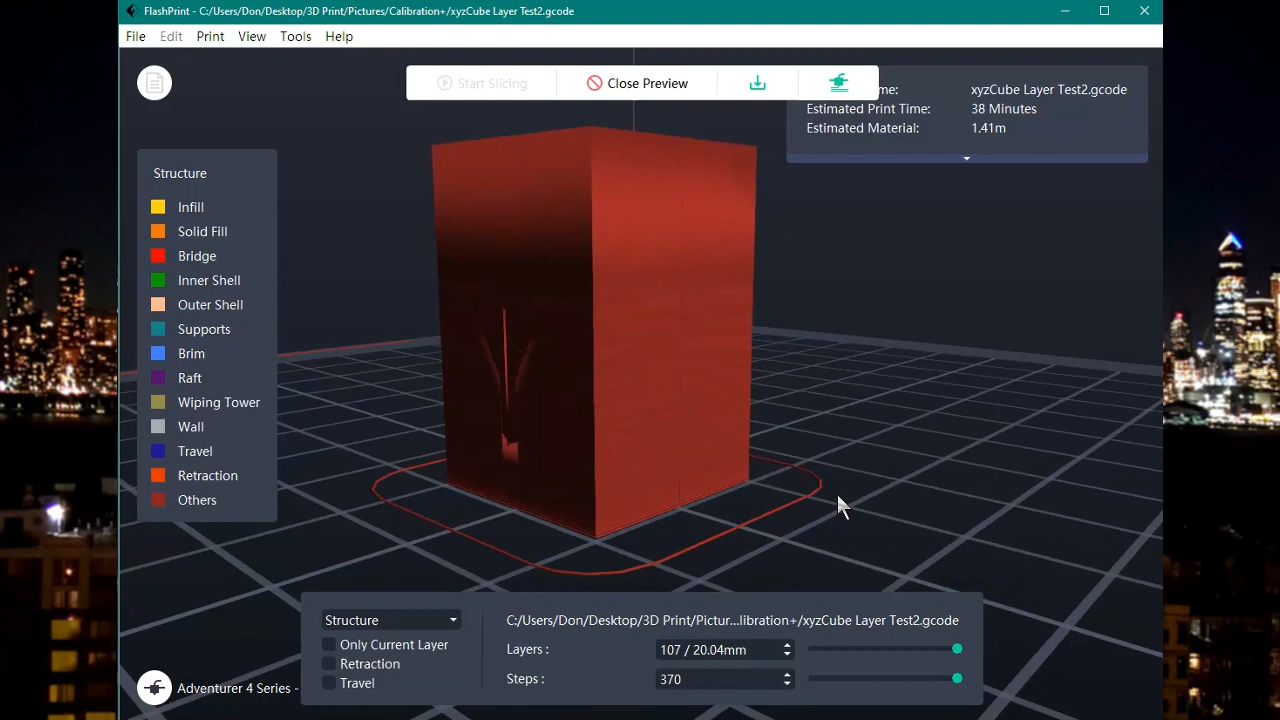 FlashPrint - C:/Users/Don/Desktop/3D Print/Pictures/Calibration+/xyzCube Layer Test2.gcode
File Edit Print View Tools Help
Start Slicing
Close Preview
me: xyzCube Layer Test2.gcode
Estimated Print Time: 38 Minutes
Estimated Material: 1.41m
Structure
Infill
Solid Fill
Bridge
Inner Shell
Outer Shell
Supports
Brim
Raft
Wiping Tower
Wall
Travel
Retraction
Others
Structure
Only Current Layer
Retraction
Travel
C:/Users/Don/Desktop/3D Print/Pictur...libration+/xyzCube Layer Test2.gcode
Layers : 107 / 20.04mm
Steps : 370
Adventurer 4 Series -